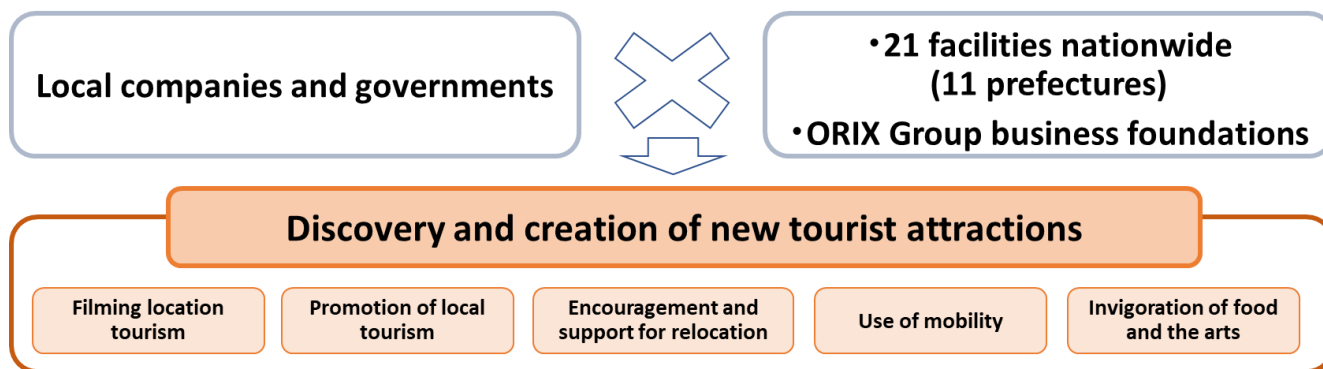 Local companies and governments
・21 facilities nationwide
(11 prefectures)
・ORIX Group business foundations
Discovery and creation of new tourist attractions
Filming location
tourism
Promotion of local
tourism
Encouragement and
support for relocation
Use of mobility
Invigoration of food
and the arts